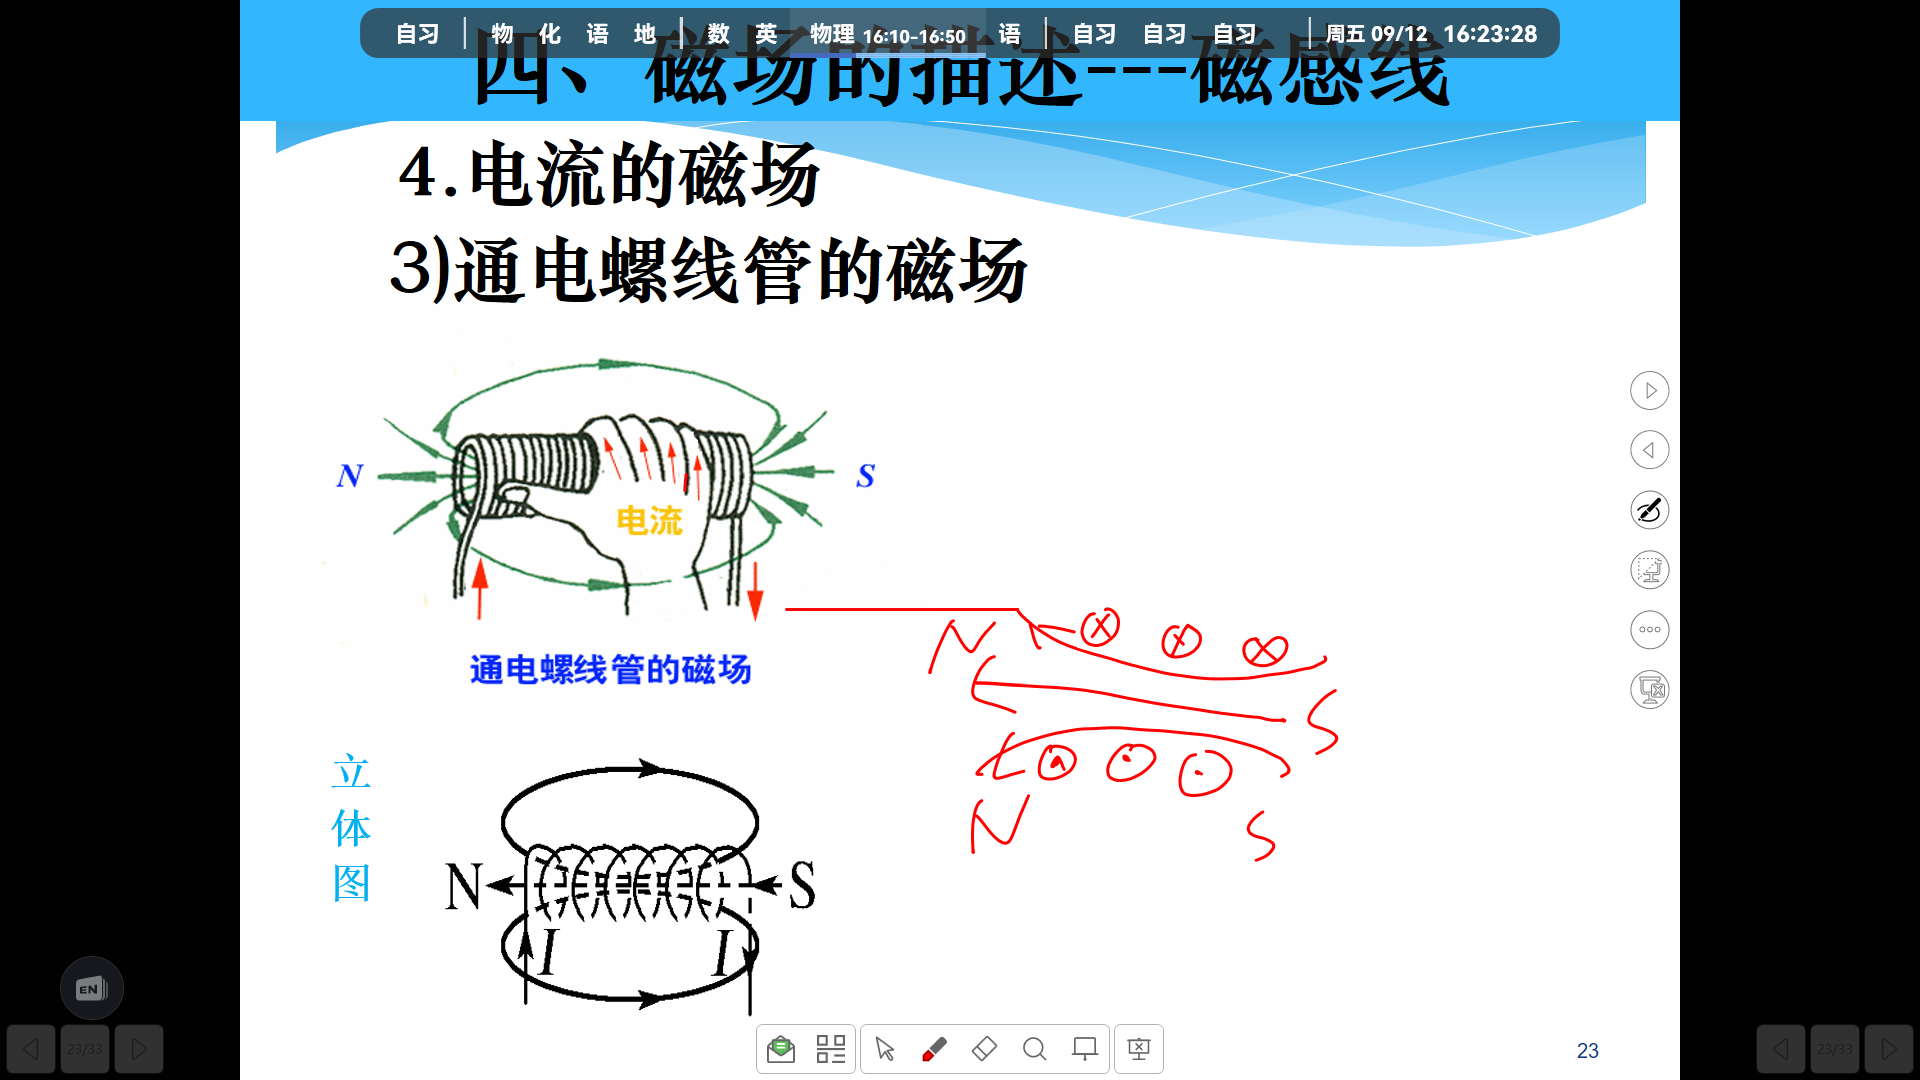 自习 物 化 语 地 数 英 物理 16:10-16:50 语 自习 自习 自习 周五 09/12 16:23:28
四、磁场的描述---磁感线
4.电流的磁场
3)通电螺线管的磁场
N S
电流
通电螺线管的磁场
N
S
N S
立体图
N S
I I
EN
23/33
23
23/33